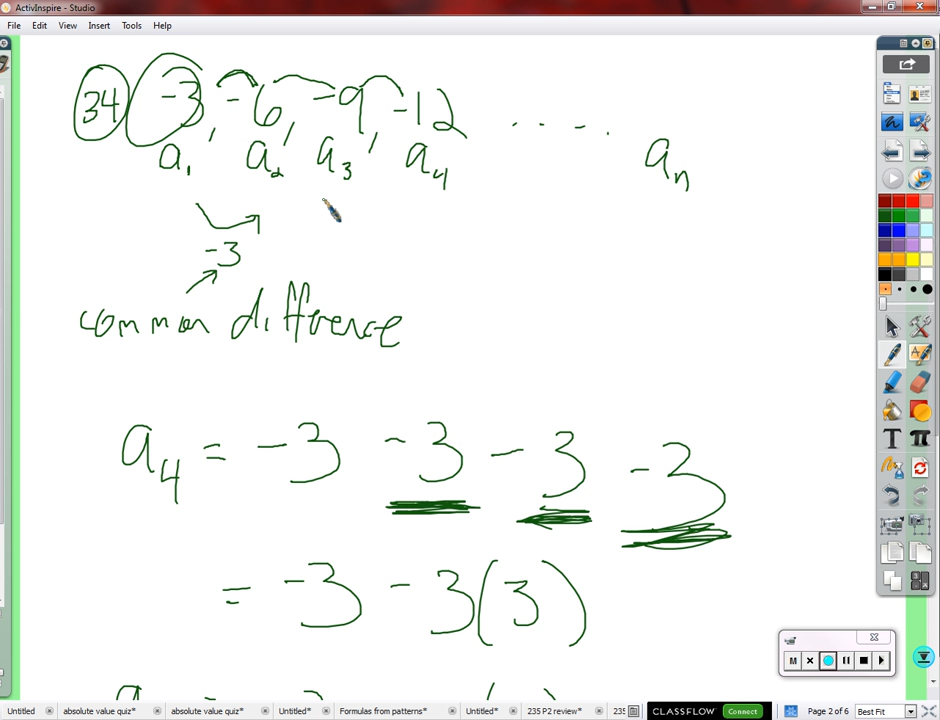 ActivInspire - Studio
File Edit View Insert Tools Help
34 -3, -6, -9, -12 .....
a₁ a₂ a₃ a₄ aₙ
-3
common difference
a₄ = -3 -3 -3 -3
= -3 -3(3)
Untitled absolute value quiz* absolute value quiz* Untitled* Formulas from patterns* Untitled* 235 P2 review* 235 CLASSFLOW Connect Page 2 of 6 Best Fit